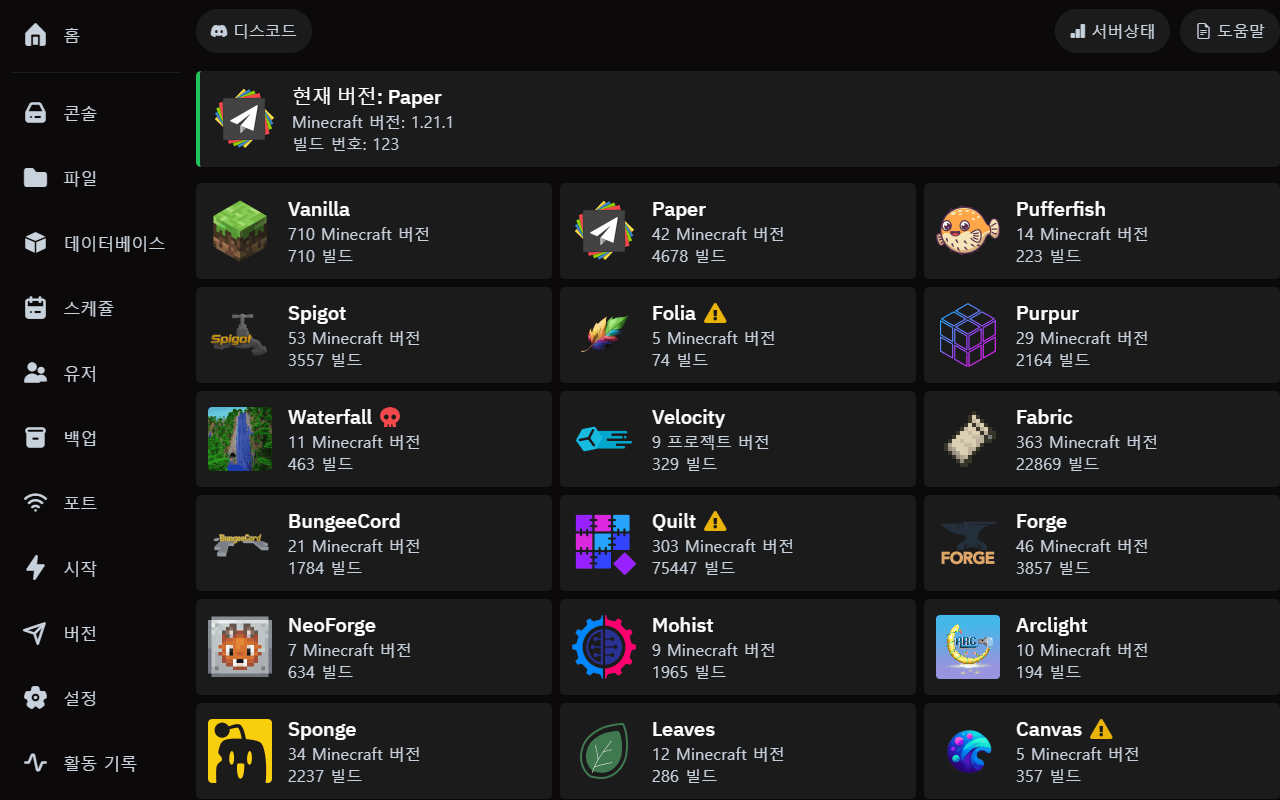 홈
콘솔
파일
데이터베이스
스케쥴
유저
백업
포트
시작
버전
설정
활동 기록
디스코드
서버상태
도움말
현재 버전: Paper
Minecraft 버전: 1.21.1
빌드 번호: 123
Vanilla
710 Minecraft 버전
710 빌드
Paper
42 Minecraft 버전
4678 빌드
Pufferfish
14 Minecraft 버전
223 빌드
Spigot
Spigot
53 Minecraft 버전
3557 빌드
Folia
5 Minecraft 버전
74 빌드
Purpur
29 Minecraft 버전
2164 빌드
Waterfall
11 Minecraft 버전
463 빌드
Velocity
9 프로젝트 버전
329 빌드
Fabric
363 Minecraft 버전
22869 빌드
BungeeCord
BungeeCord
21 Minecraft 버전
1784 빌드
Quilt
303 Minecraft 버전
75447 빌드
FORGE
Forge
46 Minecraft 버전
3857 빌드
NeoForge
7 Minecraft 버전
634 빌드
Mohist
9 Minecraft 버전
1965 빌드
ARC
Arclight
10 Minecraft 버전
194 빌드
Sponge
34 Minecraft 버전
2237 빌드
Leaves
12 Minecraft 버전
286 빌드
Canvas
5 Minecraft 버전
357 빌드